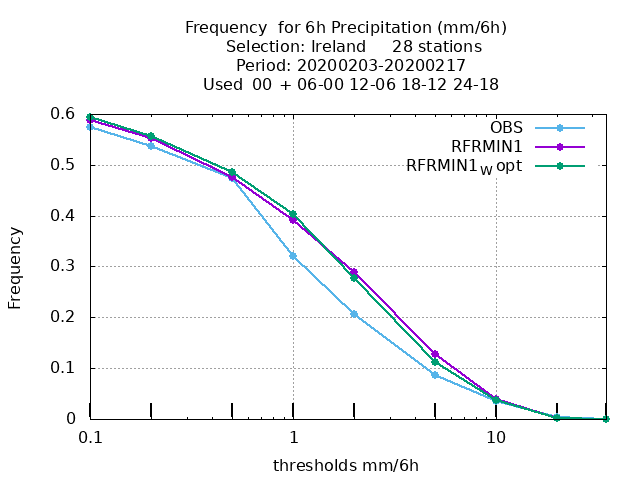 Frequency  for 6h Precipitation (mm/6h)
Selection: Ireland     28 stations
Period: 20200203-20200217
Used  00  + 06-00 12-06 18-12 24-18
OBS
RFRMIN1
RFRMIN1w opt
Frequency
0.6
0.5
0.4
0.3
0.2
0.1
0
0.1
1
10
thresholds mm/6h